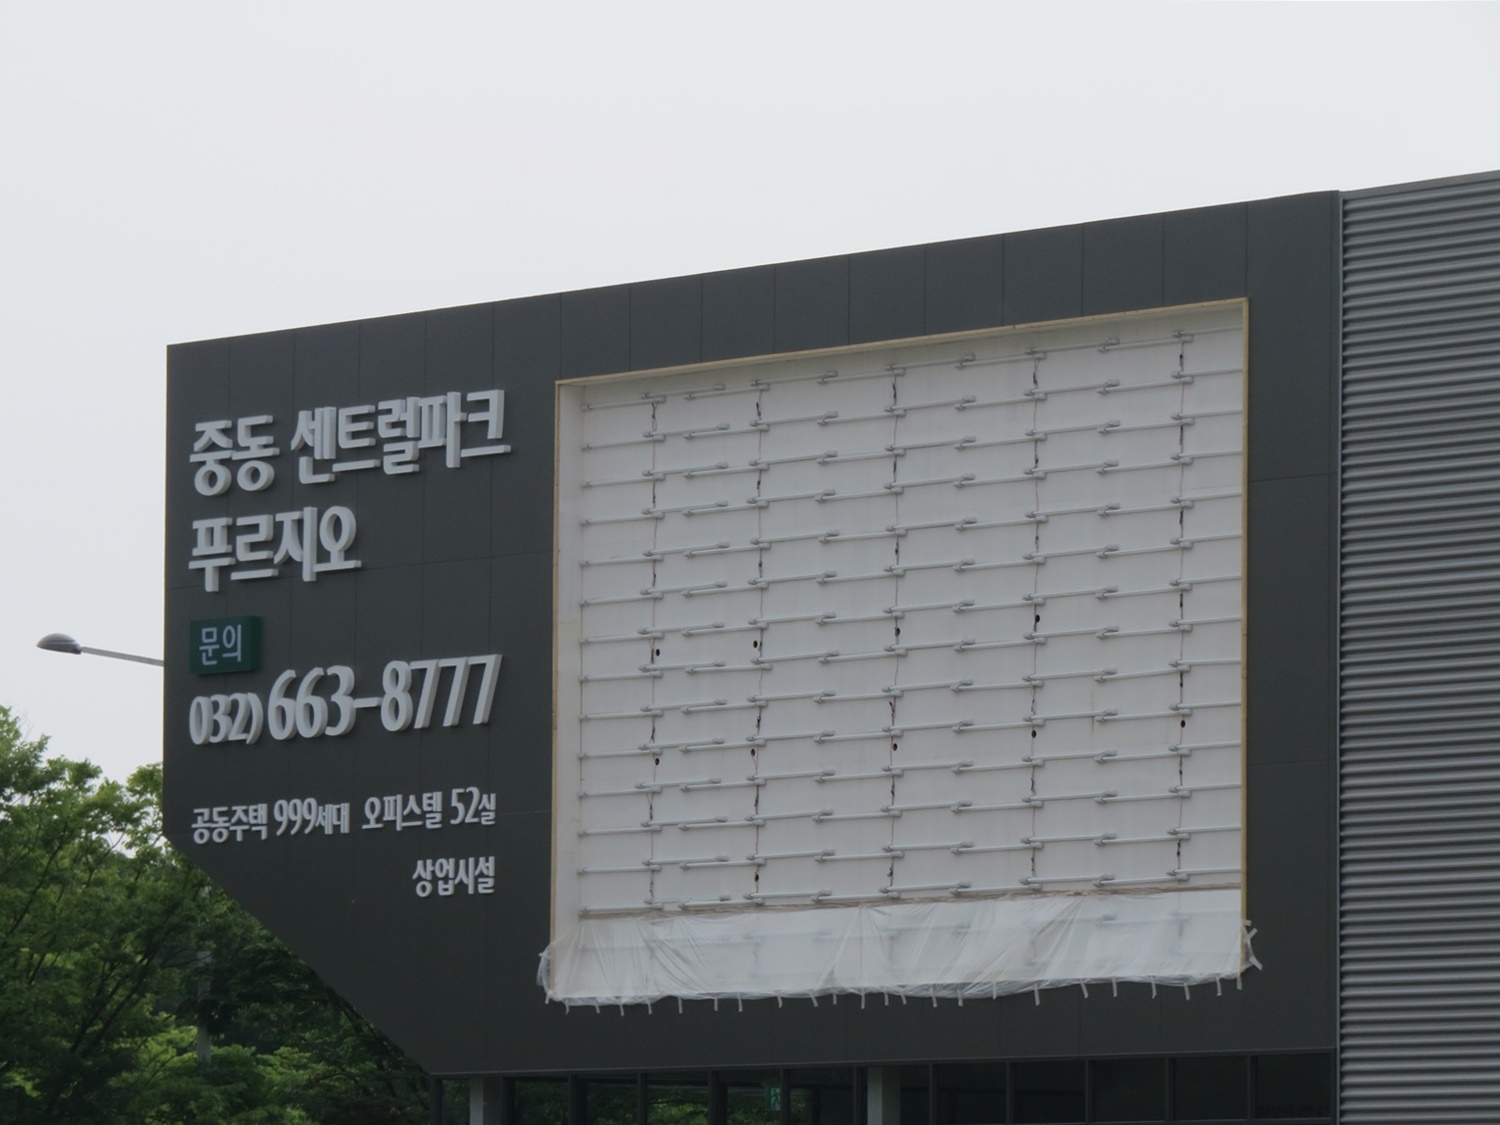 중동 센트럴파크
푸르지오
문의
032) 663-8777
공동주택 999세대 오피스텔 52실
상업시설